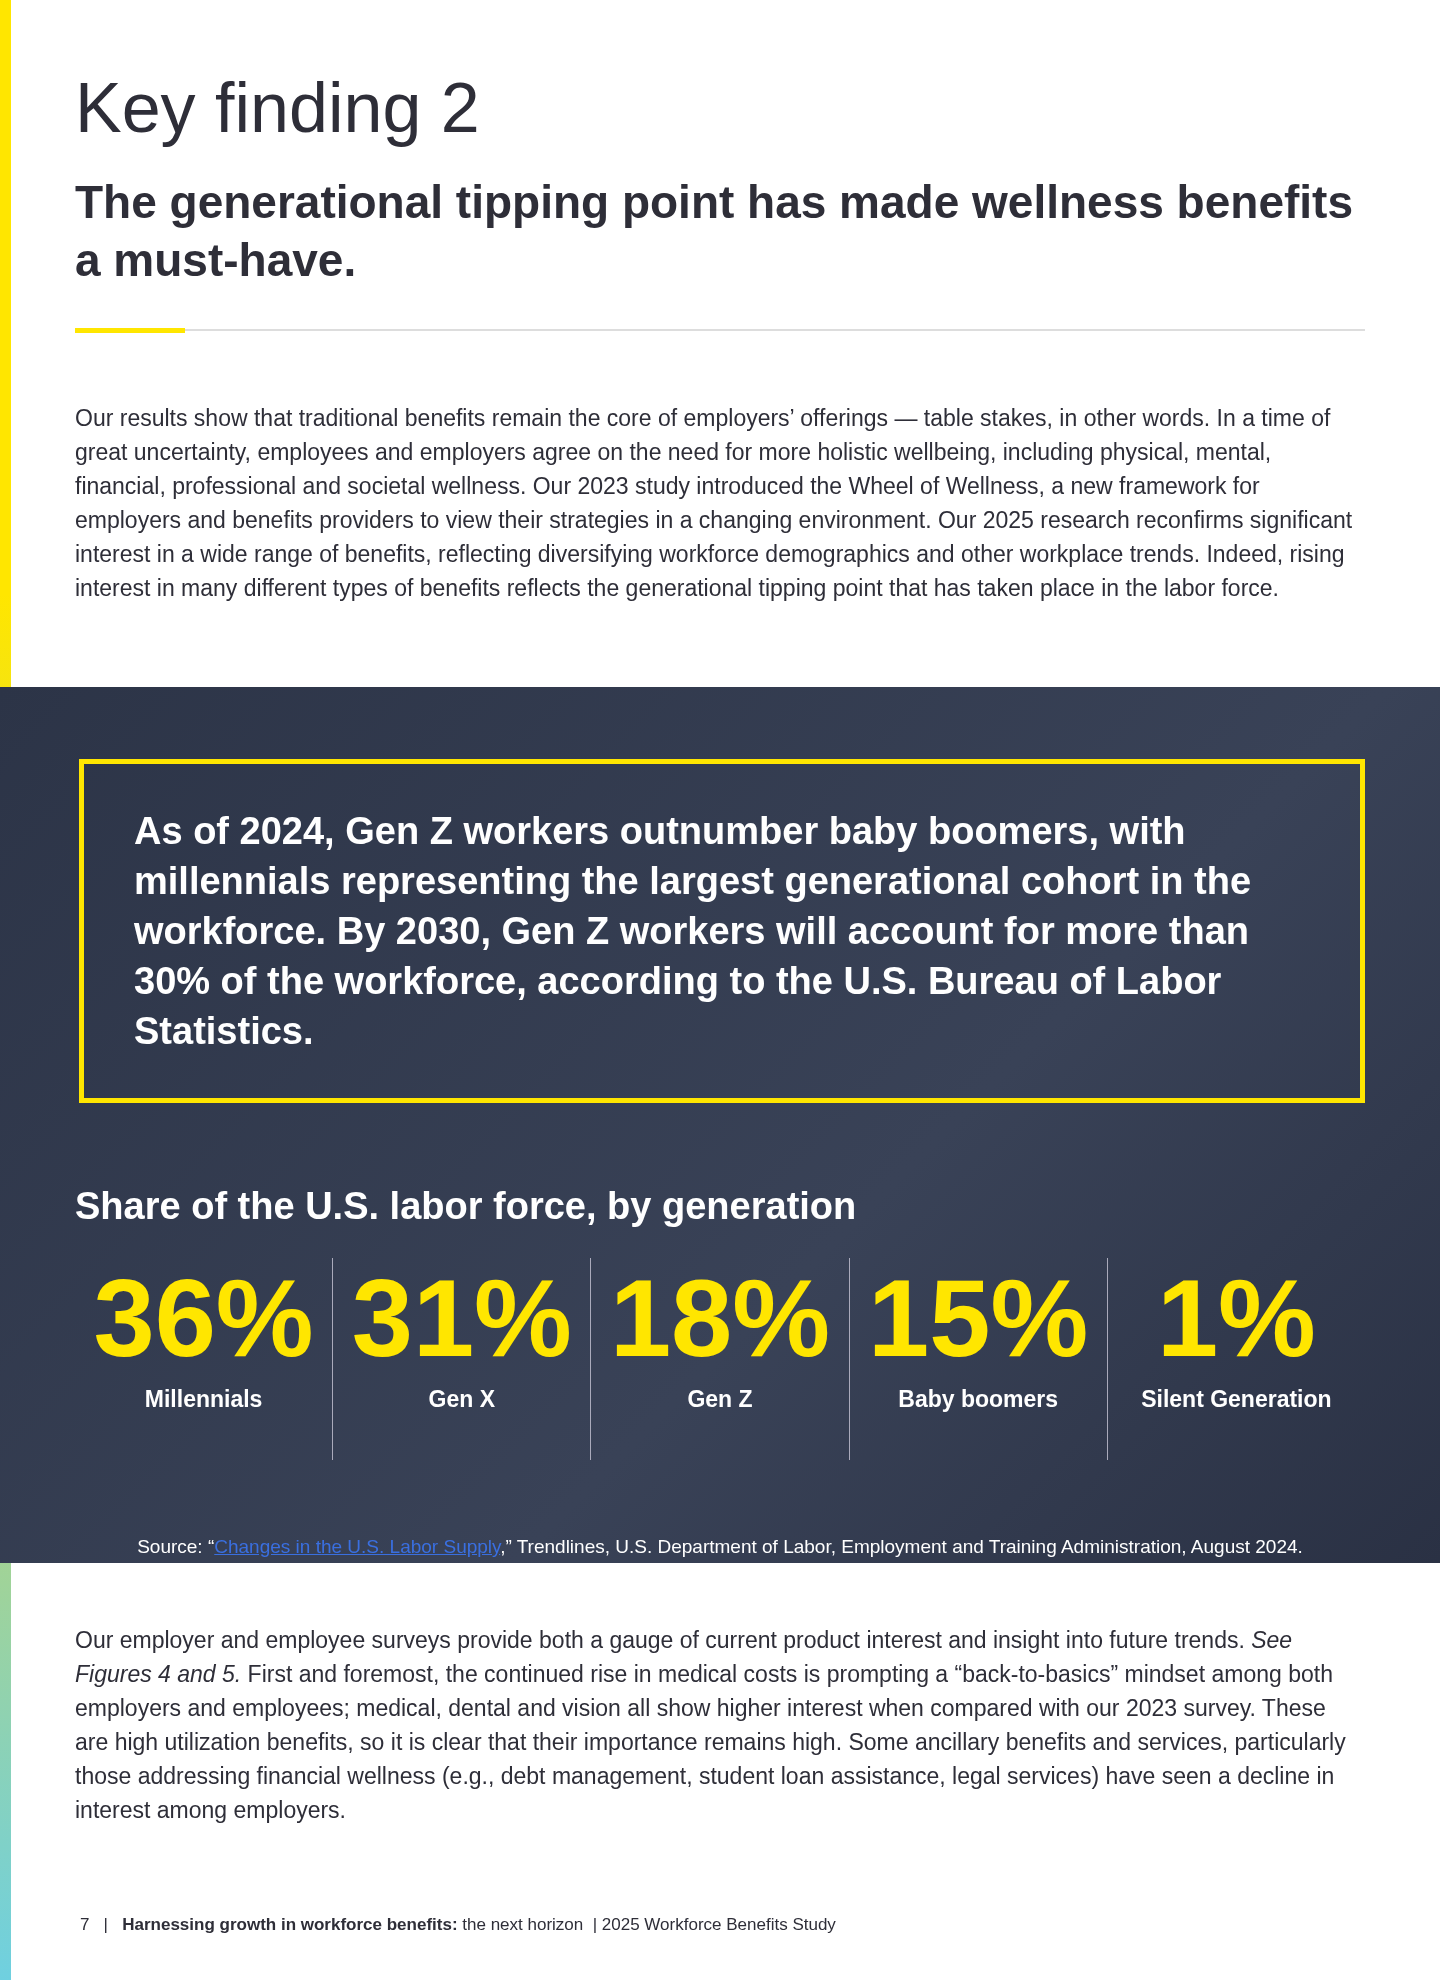 Key finding 2
The generational tipping point has made wellness benefits
a must-have.
Our results show that traditional benefits remain the core of employers’ offerings — table stakes, in other words. In a time of
great uncertainty, employees and employers agree on the need for more holistic wellbeing, including physical, mental,
financial, professional and societal wellness. Our 2023 study introduced the Wheel of Wellness, a new framework for
employers and benefits providers to view their strategies in a changing environment. Our 2025 research reconfirms significant
interest in a wide range of benefits, reflecting diversifying workforce demographics and other workplace trends. Indeed, rising
interest in many different types of benefits reflects the generational tipping point that has taken place in the labor force.
As of 2024, Gen Z workers outnumber baby boomers, with
millennials representing the largest generational cohort in the
workforce. By 2030, Gen Z workers will account for more than
30% of the workforce, according to the U.S. Bureau of Labor
Statistics.
Share of the U.S. labor force, by generation
36% 31% 18% 15% 1%
Millennials Gen X Gen Z Baby boomers Silent Generation
Source: “Changes in the U.S. Labor Supply,” Trendlines, U.S. Department of Labor, Employment and Training Administration, August 2024.
Our employer and employee surveys provide both a gauge of current product interest and insight into future trends. See
Figures 4 and 5. First and foremost, the continued rise in medical costs is prompting a “back-to-basics” mindset among both
employers and employees; medical, dental and vision all show higher interest when compared with our 2023 survey. These
are high utilization benefits, so it is clear that their importance remains high. Some ancillary benefits and services, particularly
those addressing financial wellness (e.g., debt management, student loan assistance, legal services) have seen a decline in
interest among employers.
7 | Harnessing growth in workforce benefits: the next horizon | 2025 Workforce Benefits Study